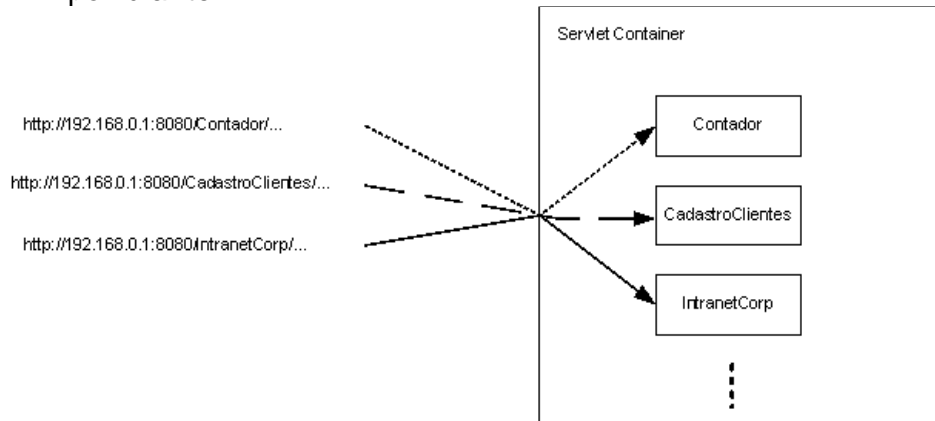 Servlet Container
http://192.168.0.1:8080/Contador/...
Contador
http://192.168.0.1:8080/CadastroClientes/...
CadastroClientes
http://192.168.0.1:8080/IntranetCorp/...
IntranetCorp